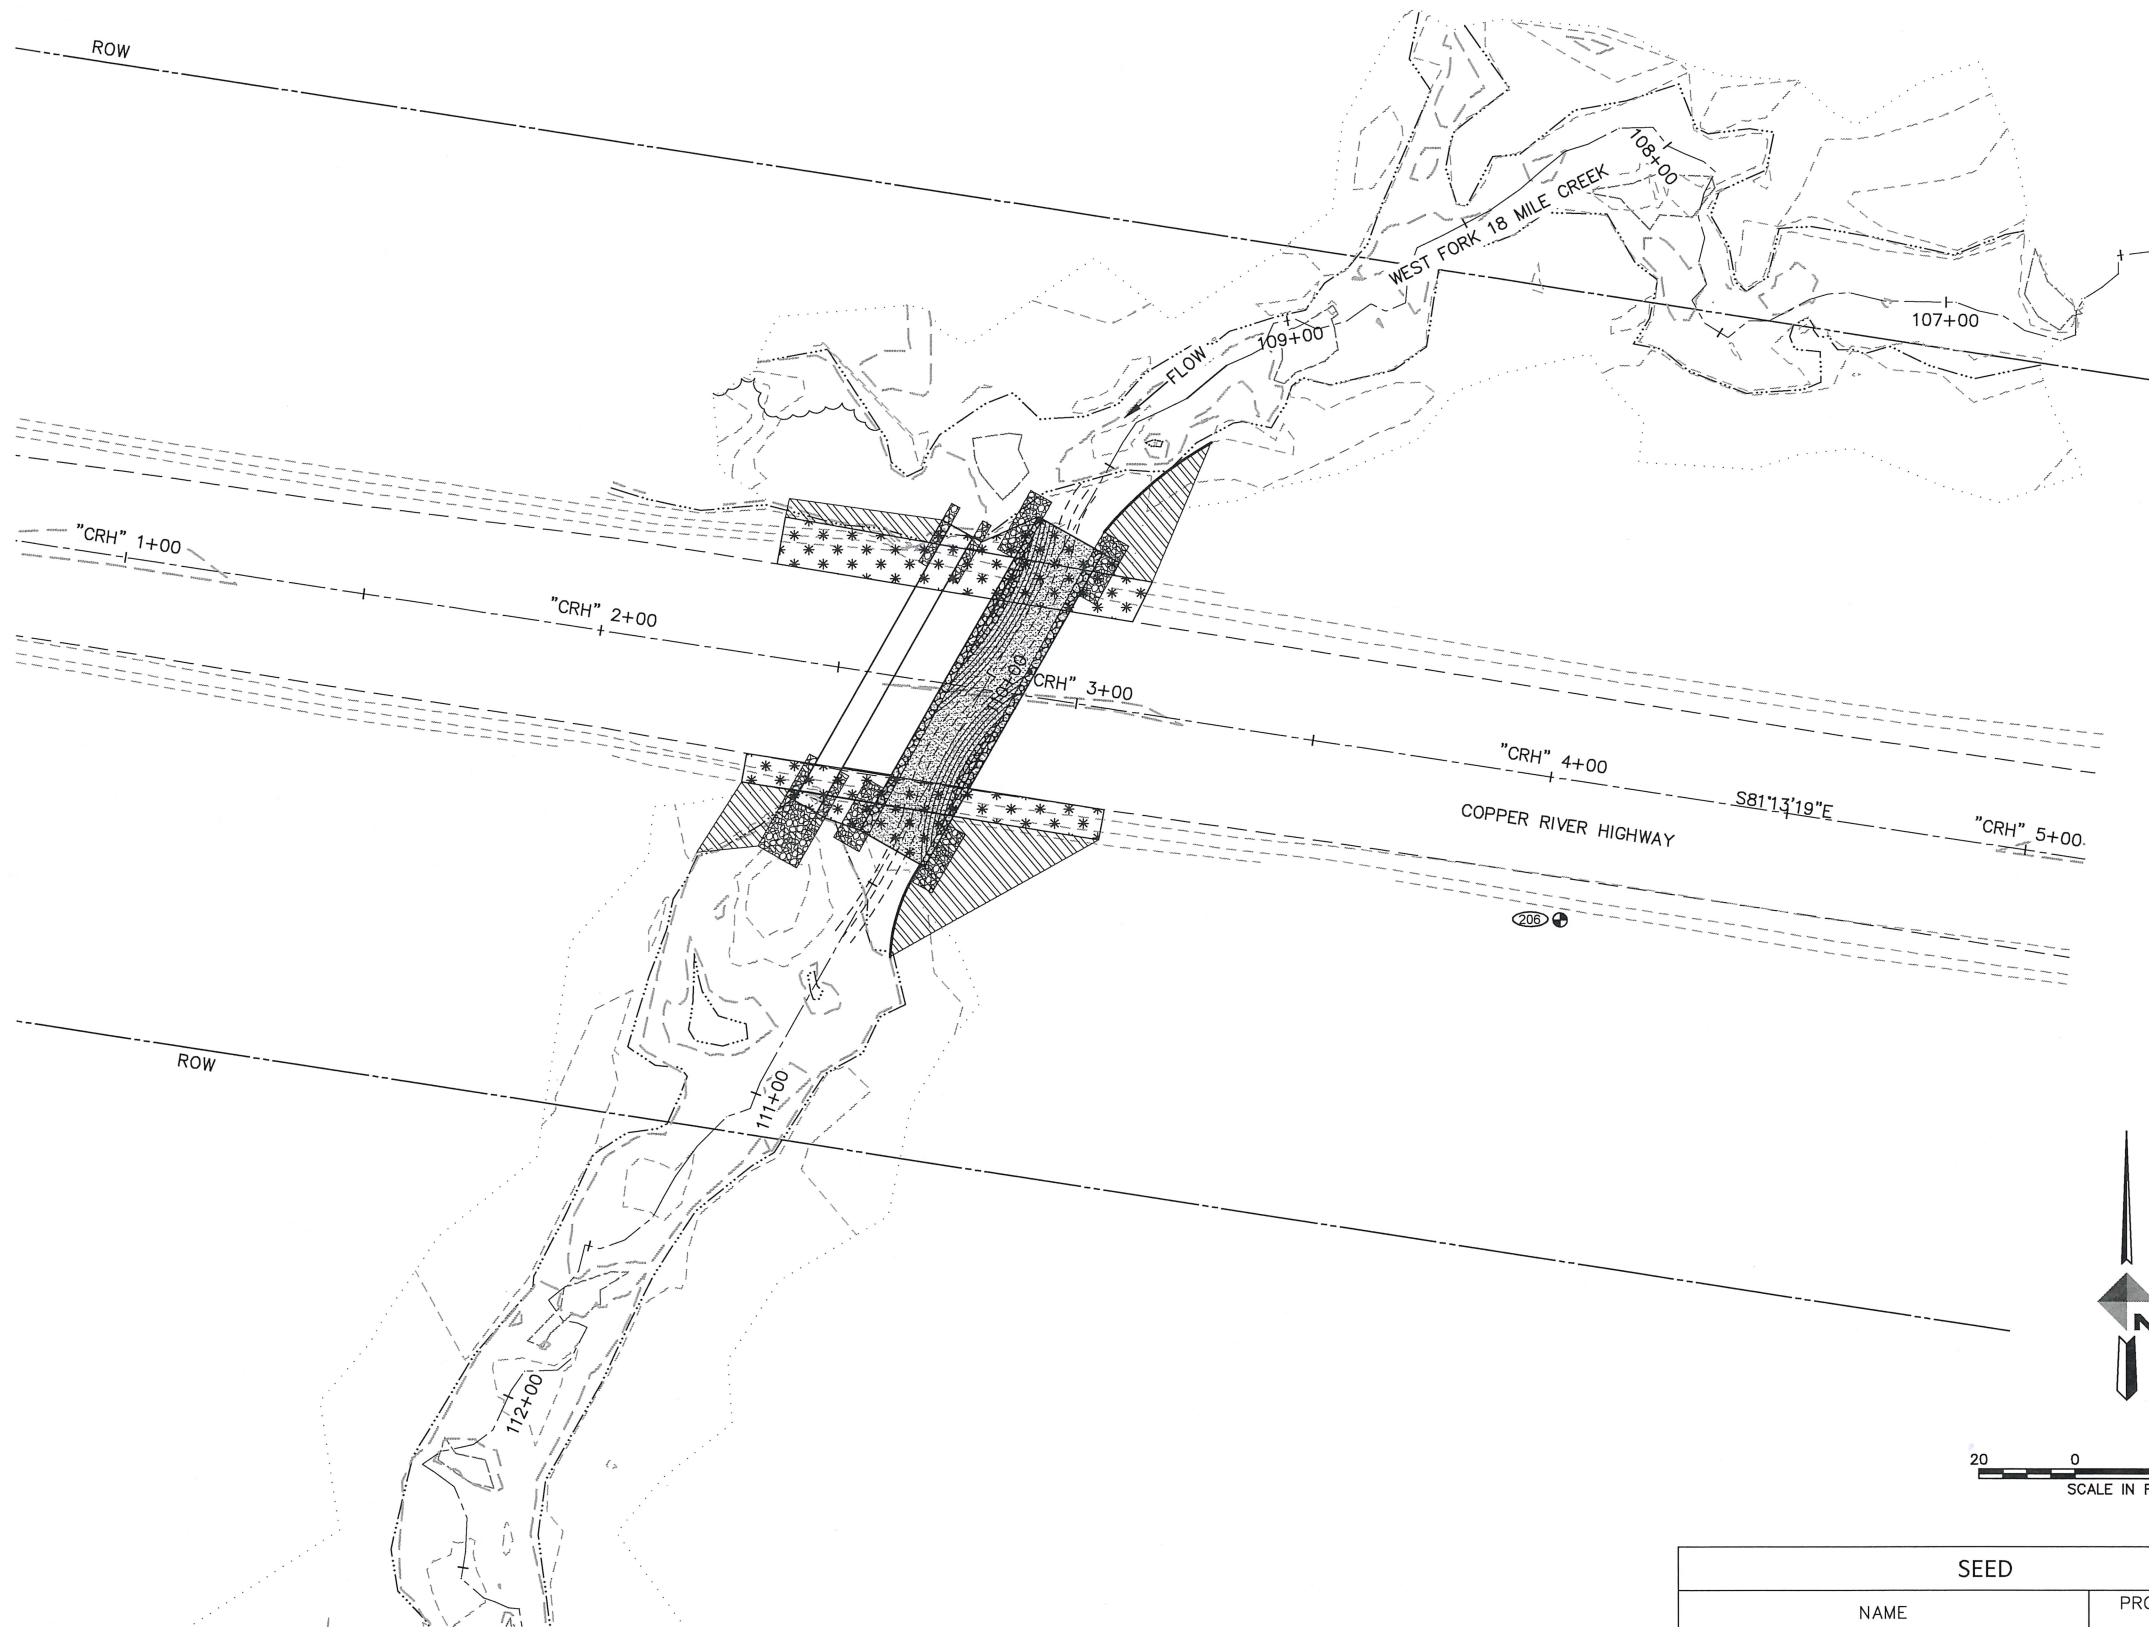 ROW
108+00
WEST FORK 18 MILE CREEK
107+00
109+00
FLOW
"CRH" 1+00
"CRH" 2+00
110+00
CRH" 3+00
"CRH" 4+00
S81°13'19"E
COPPER RIVER HIGHWAY
"CRH" 5+00
206
ROW
111+00
112+00
N
20 0
SCALE IN F
SEED
NAME
PRO